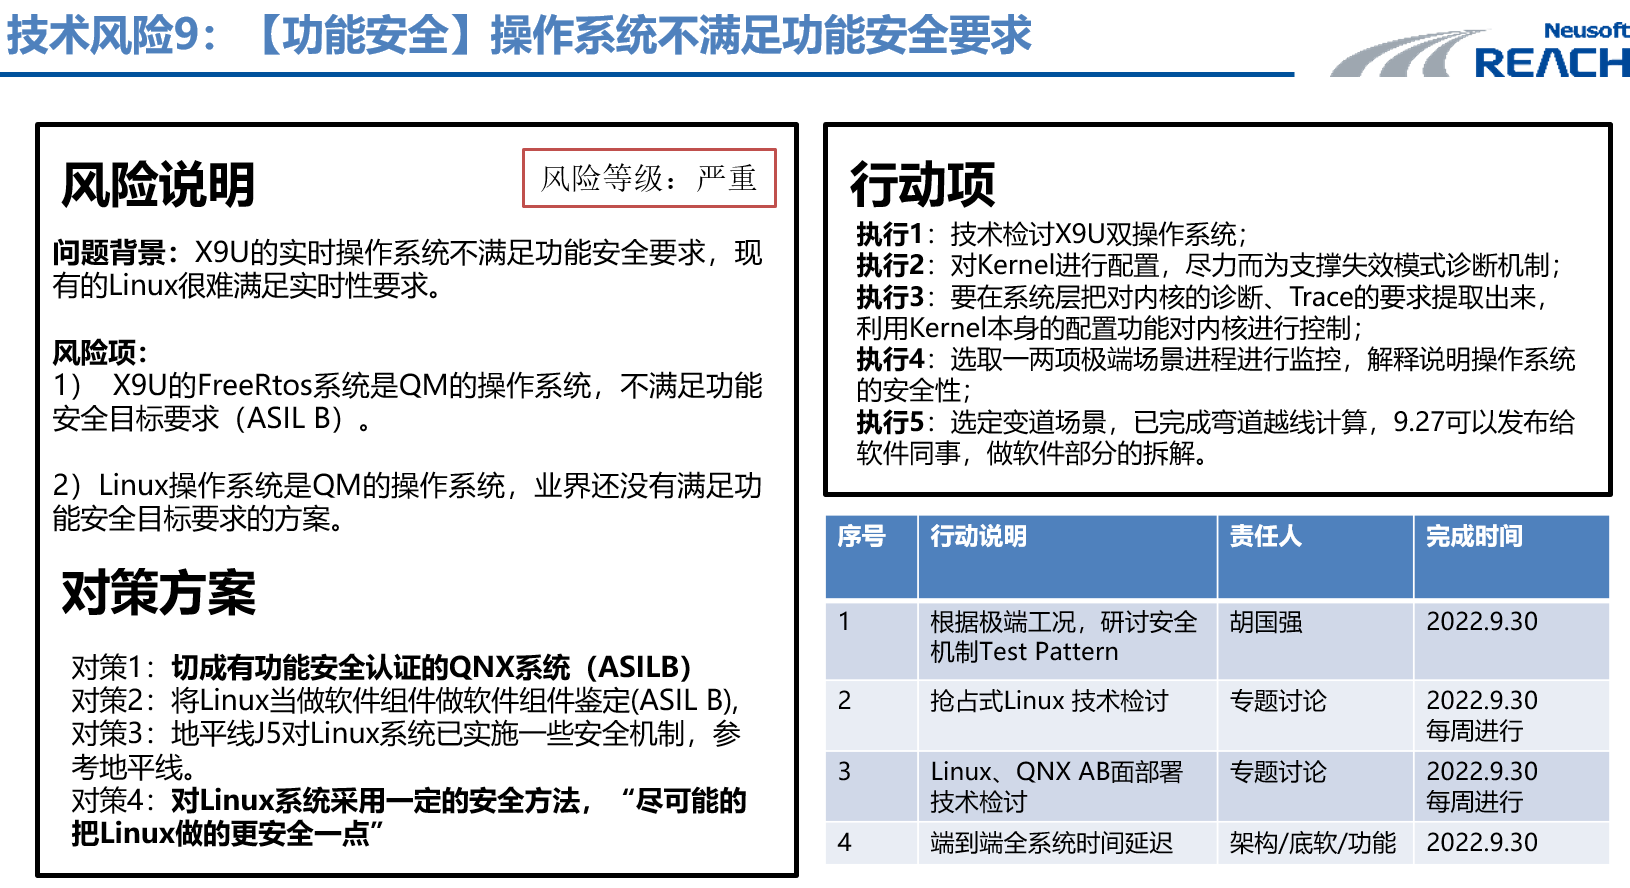 技术风险9：【功能安全】操作系统不满足功能安全要求
Neusoft
REACH
风险说明
风险等级：严重
问题背景：X9U的实时操作系统不满足功能安全要求，现
有的Linux很难满足实时性要求。
风险项：
1） X9U的FreeRtos系统是QM的操作系统，不满足功能
安全目标要求（ASIL B）。
2）Linux操作系统是QM的操作系统，业界还没有满足功
能安全目标要求的方案。
对策方案
对策1：切成有功能安全认证的QNX系统（ASILB）
对策2：将Linux当做软件组件做软件组件鉴定(ASIL B),
对策3：地平线J5对Linux系统已实施一些安全机制，参
考地平线。
对策4：对Linux系统采用一定的安全方法，“尽可能的
把Linux做的更安全一点”
行动项
执行1：技术检讨X9U双操作系统；
执行2：对Kernel进行配置，尽力而为支撑失效模式诊断机制；
执行3：要在系统层把对内核的诊断、Trace的要求提取出来，
利用Kernel本身的配置功能对内核进行控制；
执行4：选取一两项极端场景进程进行监控，解释说明操作系统
的安全性；
执行5：选定变道场景，已完成弯道越线计算，9.27可以发布给
软件同事，做软件部分的拆解。
序号 行动说明 责任人 完成时间
1 根据极端工况，研讨安全 胡国强 2022.9.30
机制Test Pattern
2 抢占式Linux 技术检讨 专题讨论 2022.9.30
每周进行
3 Linux、QNX AB面部署 专题讨论 2022.9.30
技术检讨 每周进行
4 端到端全系统时间延迟 架构/底软/功能 2022.9.30